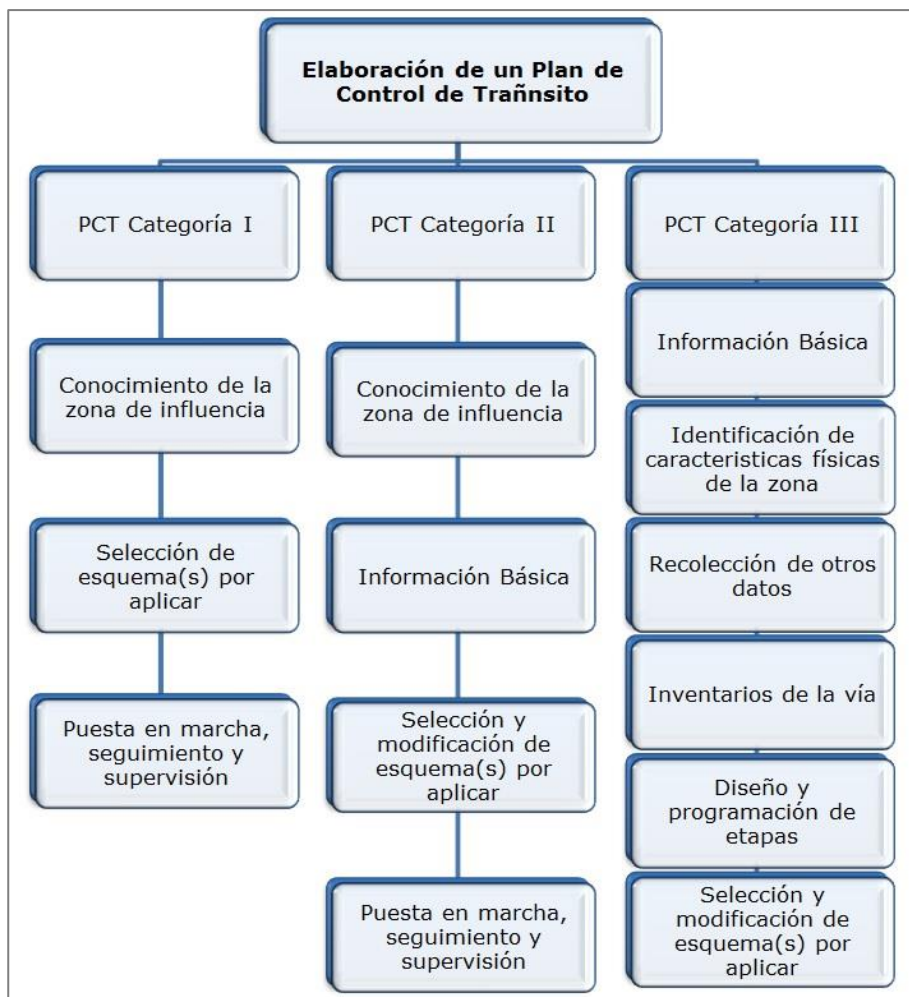 Elaboración de un Plan de
Control de Trañnsito
PCT Categoría I
Conocimiento de la
zona de influencia
Selección de
esquema(s) por
aplicar
Puesta en marcha,
seguimiento y
supervisión
PCT Categoría II
Conocimiento de la
zona de influencia
Información Básica
Selección y
modificación de
esquema(s) por
aplicar
Puesta en marcha,
seguimiento y
supervisión
PCT Categoría III
Información Básica
Identificación de
caracteristicas físicas
de la zona
Recolección de otros
datos
Inventarios de la vía
Diseño y
programación de
etapas
Selección y
modificación de
esquema(s) por
aplicar